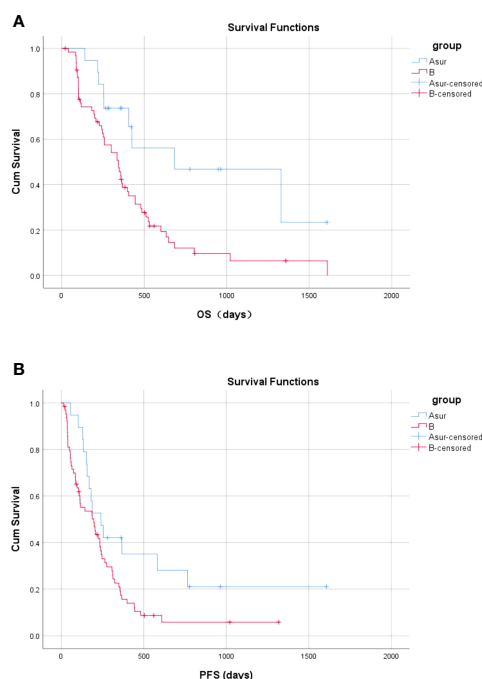 A
Survival Functions
group
Asur
B
Asur-censored
B-censored
Cum Survival
1.0
0.8
0.6
0.4
0.2
0.0
0
500
1000
1500
2000
OS（days）
B
Survival Functions
group
Asur
B
Asur-censored
B-censored
Cum Survival
1.0
0.8
0.6
0.4
0.2
0.0
0
500
1000
1500
2000
PFS (days)